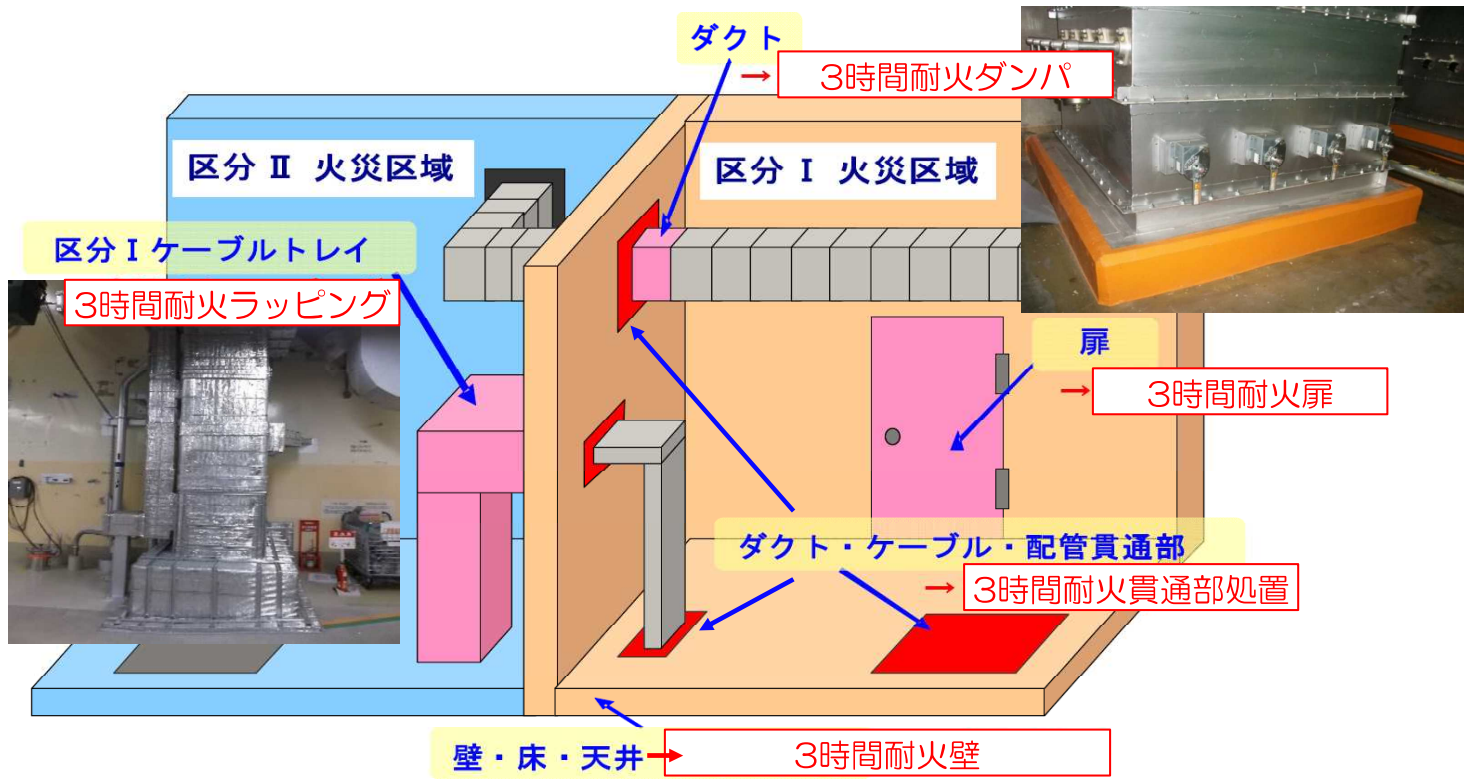 ダクト
→ 3時間耐火ダンパ
区分 Ⅱ 火災区域
区分 Ⅰ 火災区域
区分Ⅰケーブルトレイ
3時間耐火ラッピング
扉
→ 3時間耐火扉
ダクト・ケーブル・配管貫通部
→ 3時間耐火貫通部処置
壁・床・天井→ 3時間耐火壁